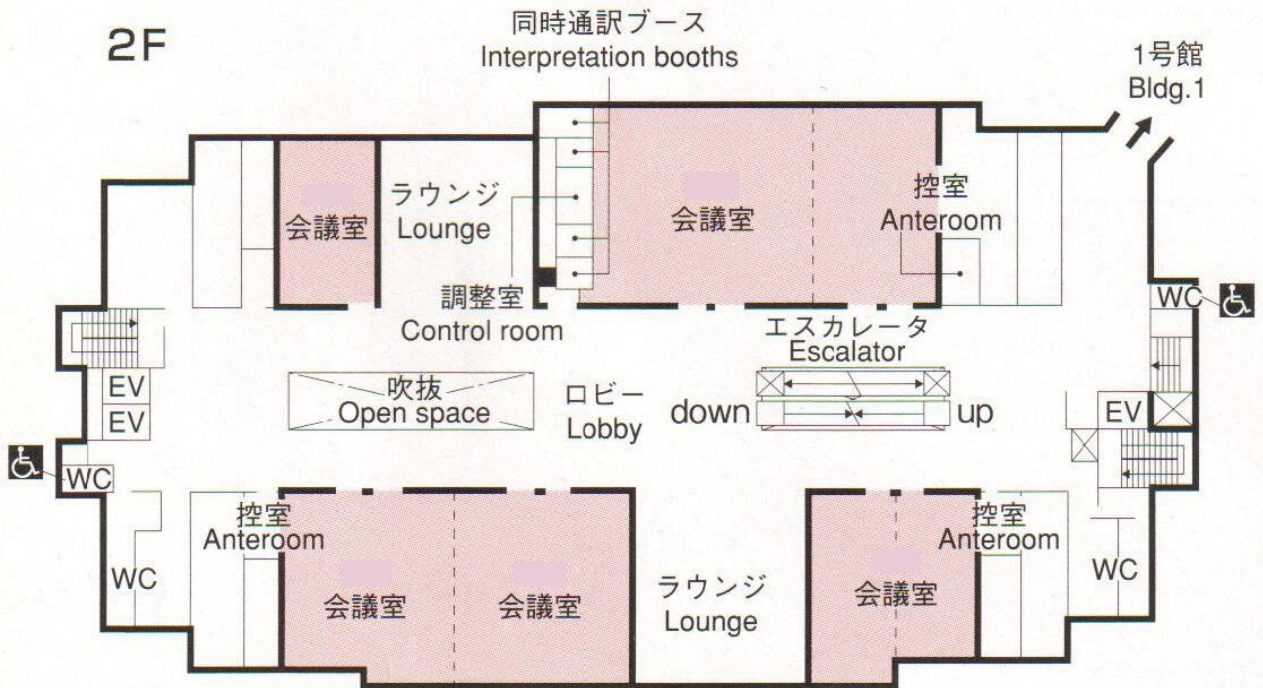 2F
同時通訳ブース
Interpretation booths
1号館
Bldg.1
会議室
ラウンジ
Lounge
会議室
控室
Anteroom
調整室
Control room
エスカレータ
Escalator
WC
EV
EV
吹抜
Open space
ロビー
Lobby
down
up
EV
WC
控室
Anteroom
控室
Anteroom
WC
会議室
会議室
ラウンジ
Lounge
会議室
WC